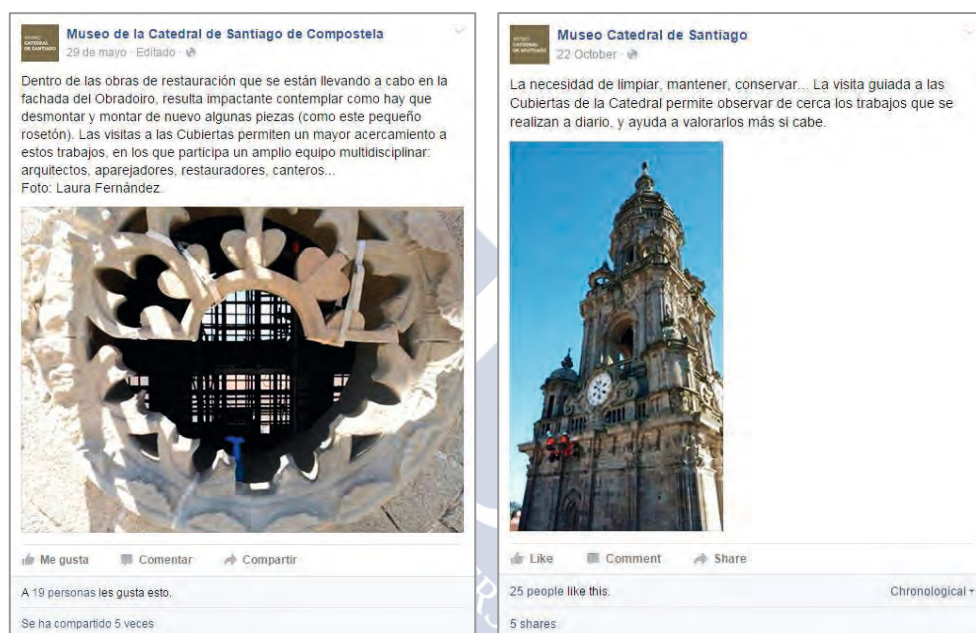 Museo de la Catedral de Santiago de Compostela
29 de mayo · Editado ·
Dentro de las obras de restauración que se están llevando a cabo en la
fachada del Obradoiro, resulta impactante contemplar como hay que
desmontar y montar de nuevo algunas piezas (como este pequeño
rosetón). Las visitas a las Cubiertas permiten un mayor acercamiento a
estos trabajos, en los que participa un amplio equipo multidisciplinar:
arquitectos, aparejadores, restauradores, canteros...
Foto: Laura Fernández.
Me gusta Comentar Compartir
A 19 personas les gusta esto.
Se ha compartido 5 veces
Museo Catedral de Santiago
22 October ·
La necesidad de limpiar, mantener, conservar... La visita guiada a las
Cubiertas de la Catedral permite observar de cerca los trabajos que se
realizan a diario, y ayuda a valorarlos más si cabe.
Like Comment Share
25 people like this.
Chronological
5 shares